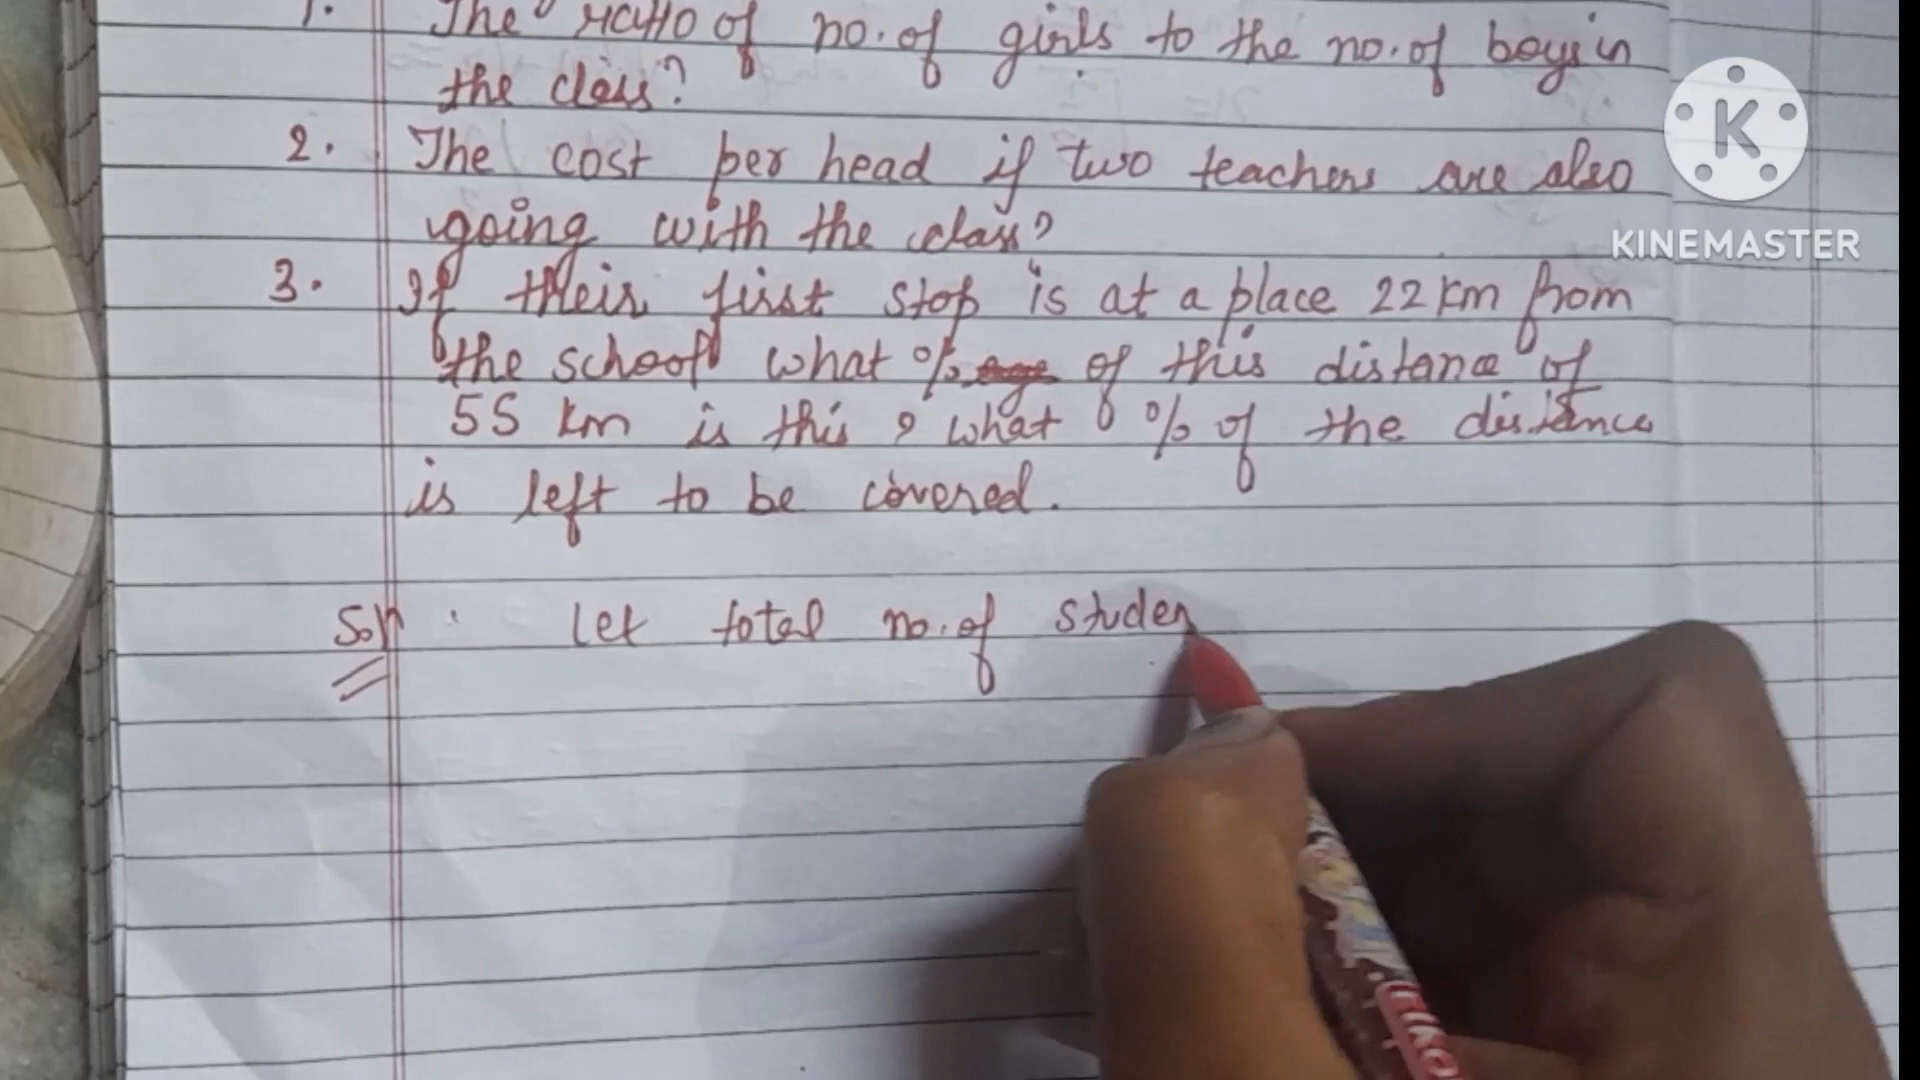 1. The ratio of no. of girls to the no. of boys in
the class?
2. The cost per head if two teachers are also
going with the class?
3. If their first stop is at a place 22 km from
the school what % of this distance of
55 km is this ? what % of the distance
is left to be covered.
Soln. Let total no. of studen
K
KINEMASTER